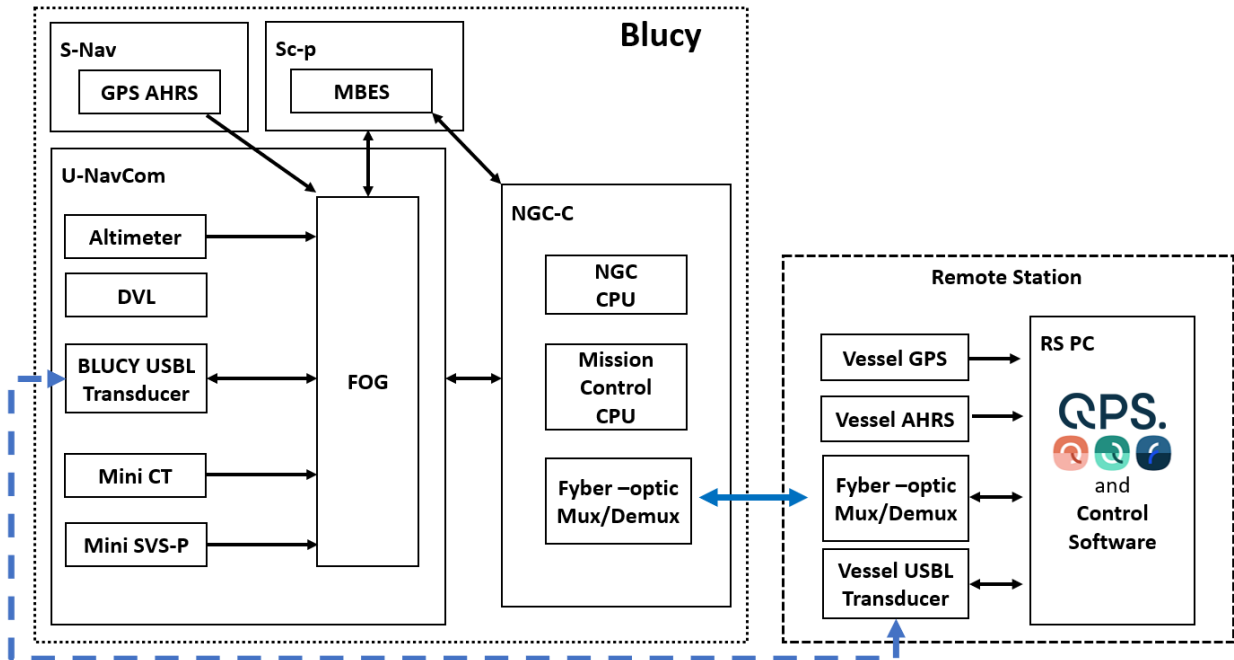 Blucy
S-Nav
GPS AHRS
Sc-p
MBES
U-NavCom
Altimeter
DVL
BLUCY USBL
Transducer
Mini CT
Mini SVS-P
FOG
NGC-C
NGC
CPU
Mission
Control
CPU
Fyber –optic
Mux/Demux
Remote Station
Vessel GPS
Vessel AHRS
Fyber –optic
Mux/Demux
Vessel USBL
Transducer
RS PC
QPS.
and
Control
Software